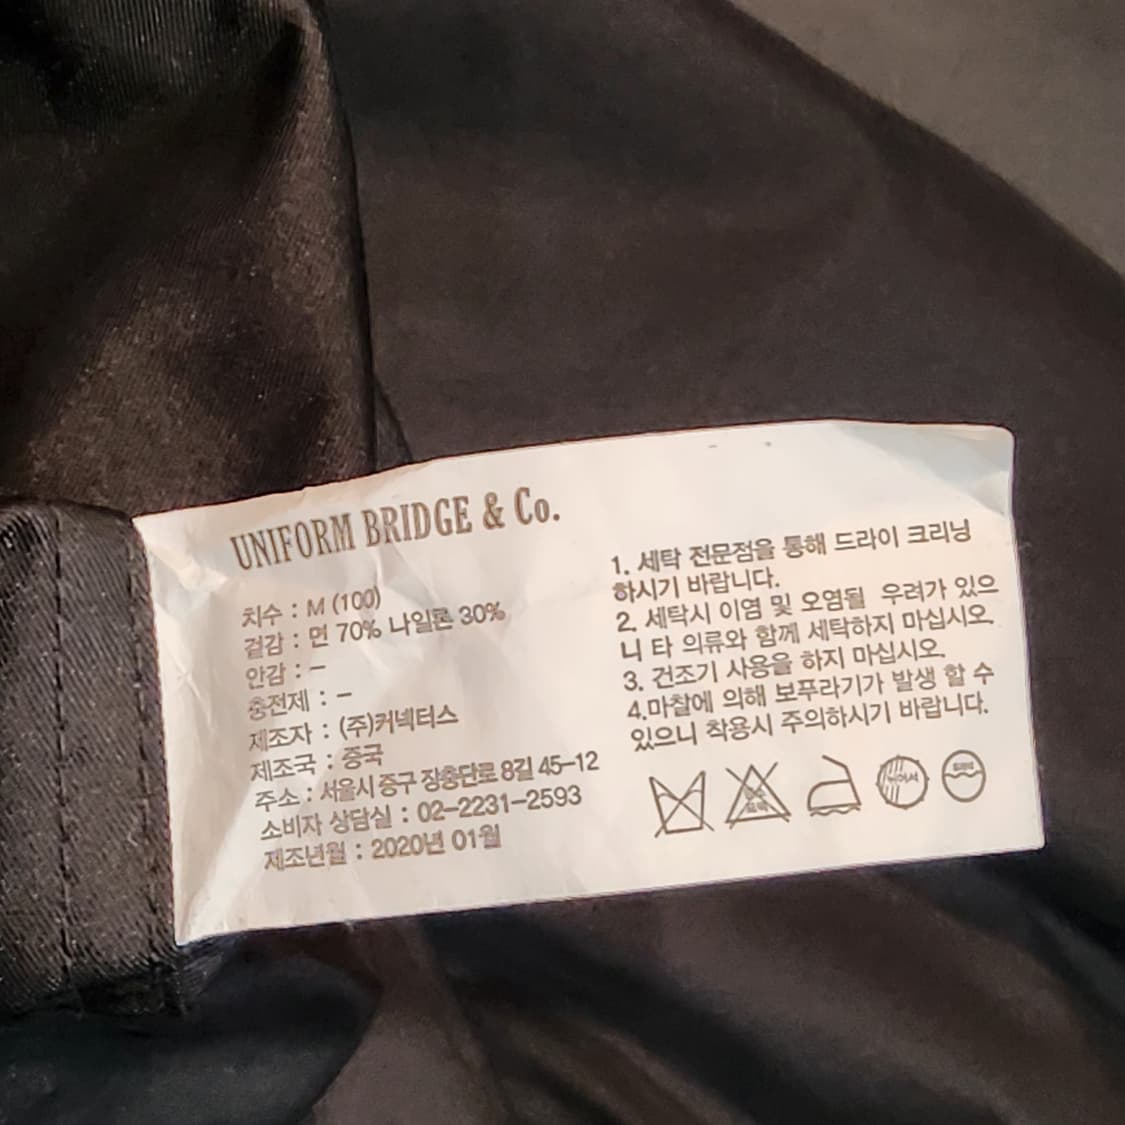 UNIFORM BRIDGE & Co.
치수 : M (100)
겉감 : 면 70% 나일론 30%
안감 : –
충전제 : –
제조자 : (주)커넥터스
제조국 : 중국
주소 : 서울시 중구 장충단로 8길 45-12
소비자 상담실 : 02-2231-2593
제조년월 : 2020년 01월
1. 세탁 전문점을 통해 드라이 크리닝
하시기 바랍니다.
2. 세탁시 이염 및 오염될 우려가 있으
니 타 의류와 함께 세탁하지 마십시오.
3. 건조기 사용을 하지 마십시오.
4.마찰에 의해 보푸라기가 발생 할 수
있으니 착용시 주의하시기 바랍니다.